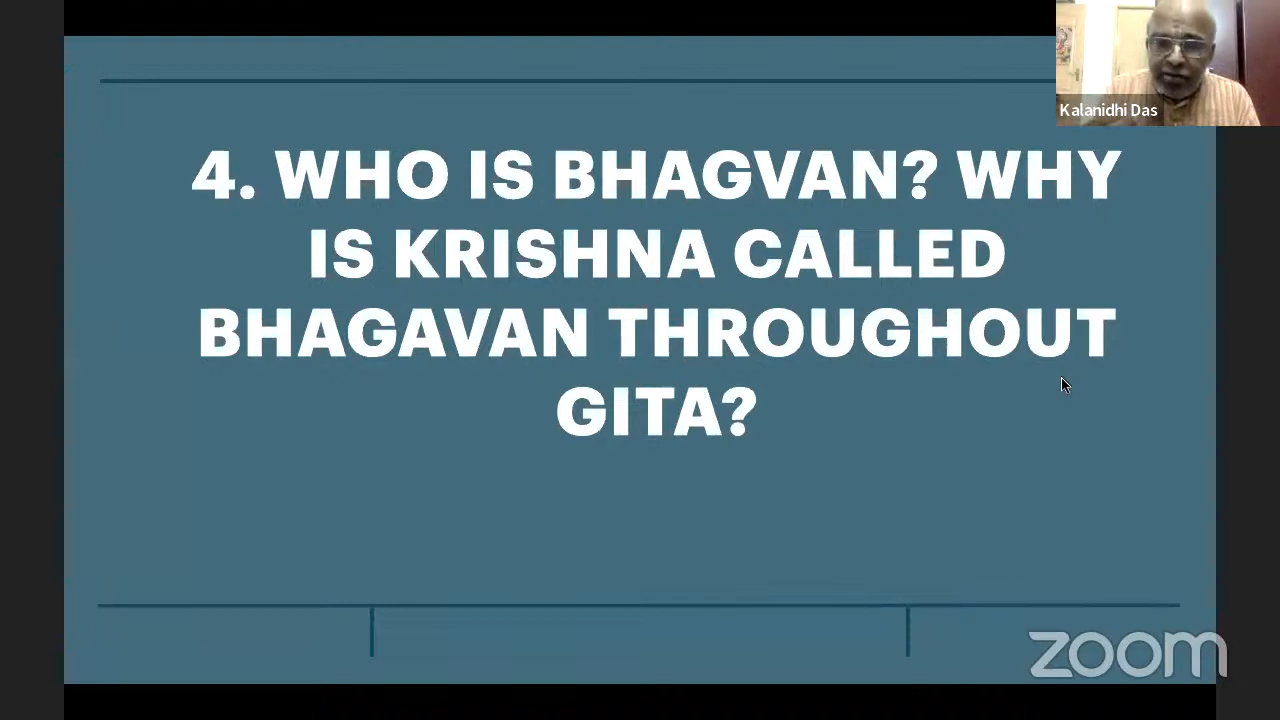 Kalanidhi Das
4. WHO IS BHAGVAN? WHY
IS KRISHNA CALLED
BHAGAVAN THROUGHOUT
GITA?
zoom